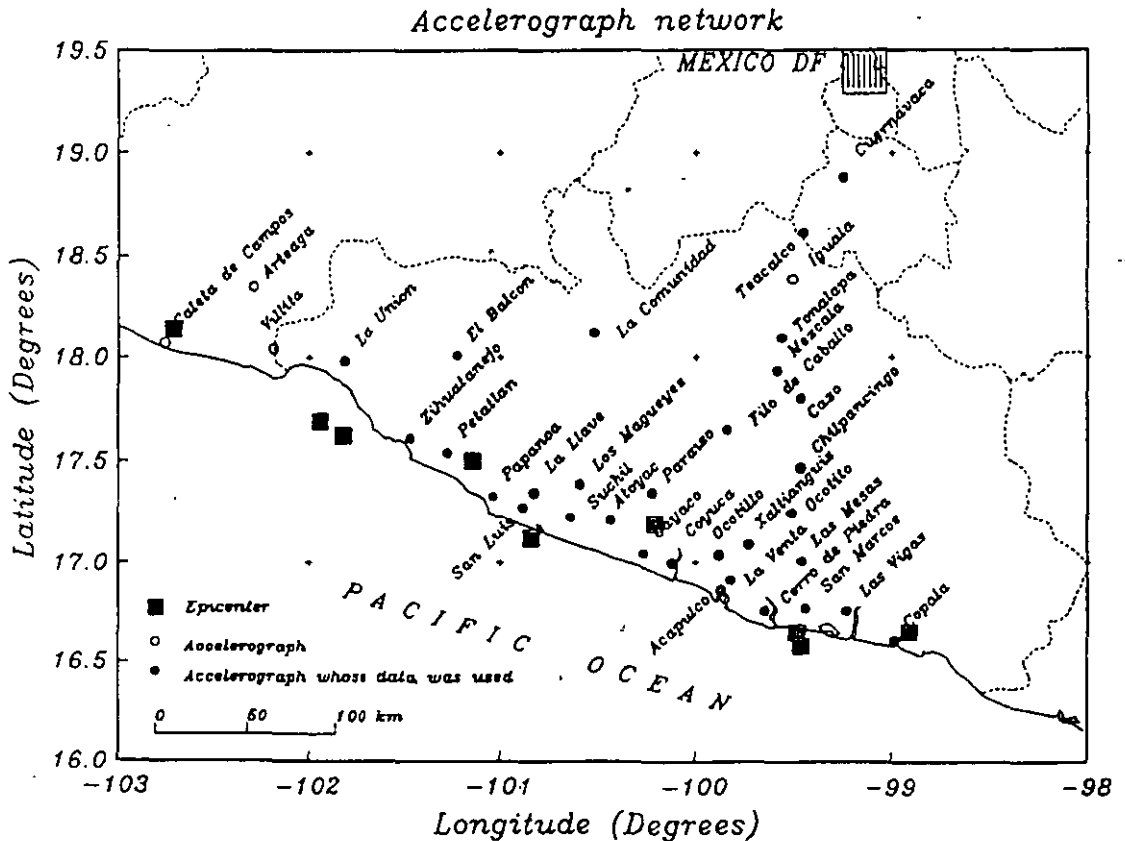 Accelerograph network
19.5
19.0
18.5
18.0
17.5
17.0
16.5
16.0
Latitude (Degrees)
MEXICO DF
Cuernavaca
Caleta de Campos
Arteaga
Villita
La Union
El Balcon
La Comunidad
Teacalco
Iguala
Tonalapa
Mezcala
Filo de Caballo
Cazo
Chilpancingo
Zihuatanejo
Petatlan
Papanoa
La Llave
Los Magueyes
Suchil
Atoyac
Paraiso
San Luis
Cayaco
Coyuca
Ocotillo
Xaltianguis
Ocotito
La Venta
Las Mesas
Cerro de Piedra
San Marcos
Las Vigas
Acapulco
Copala
PACIFIC OCEAN
Epicenter
Accelerograph
Accelerograph whose data was used
0 50 100 km
-103 -102 -101 -100 -99 -98
Longitude (Degrees)